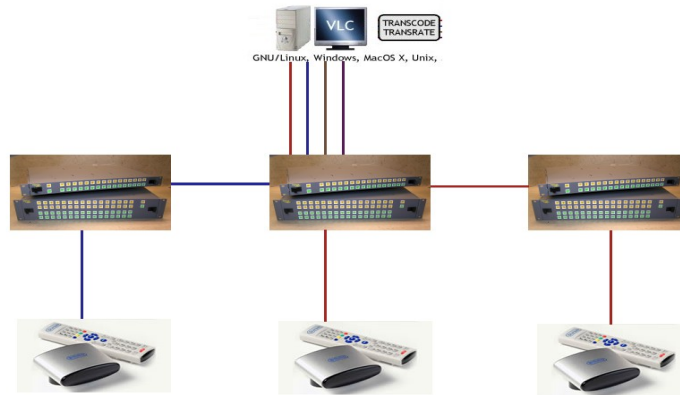 VLC
TRANSCODE
TRANSRATE
GNU/Linux, Windows, MacOS X, Unix,